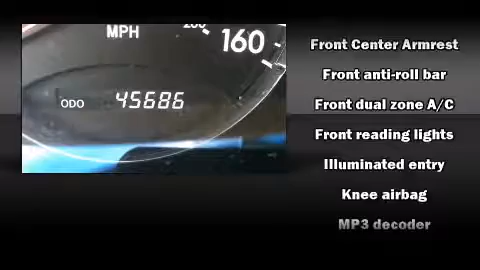 MPH
200
160
ODO 45686
Front Center Armrest
Front anti-roll bar
Front dual zone A/C
Front reading lights
Illuminated entry
Knee airbag
MP3 decoder